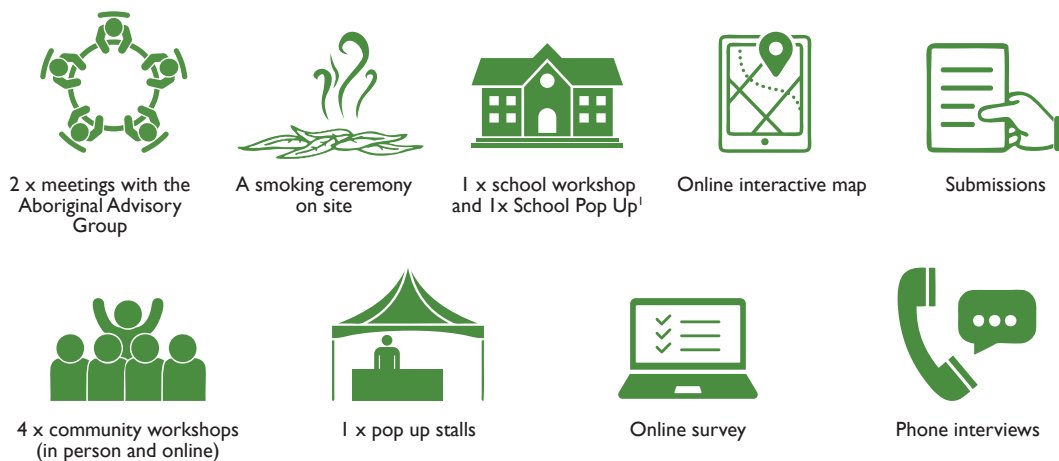 2 x meetings with the
Aboriginal Advisory
Group
A smoking ceremony
on site
1 x school workshop
and 1x School Pop Up¹
Online interactive map
Submissions
4 x community workshops
(in person and online)
1 x pop up stalls
Online survey
Phone interviews